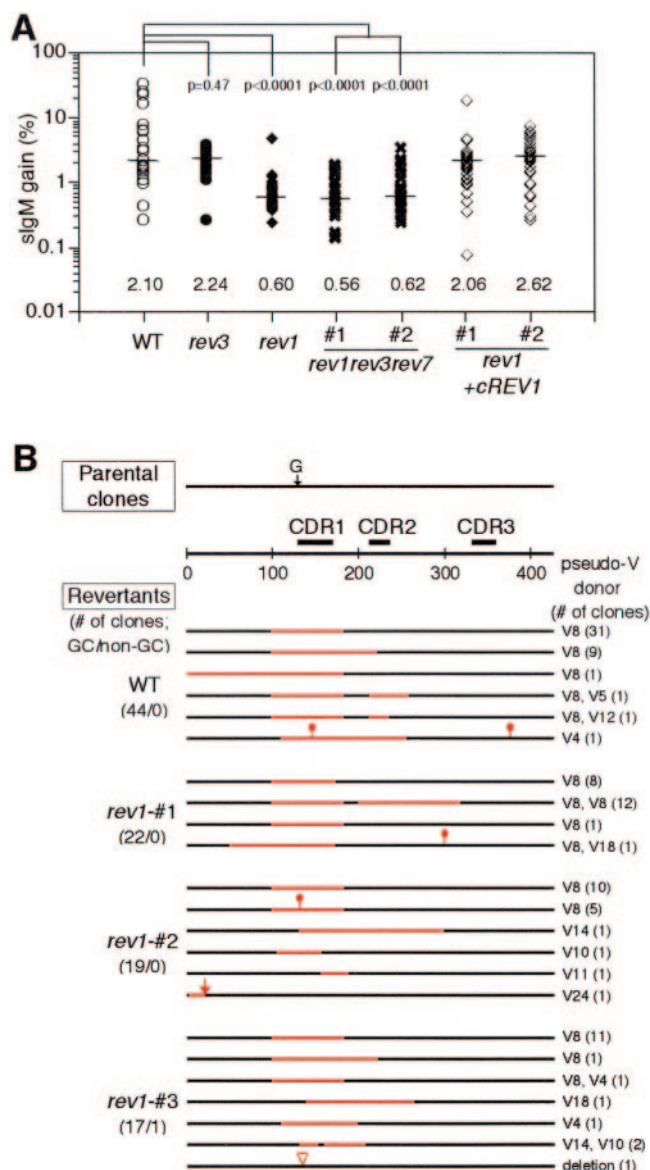 A
sIgM gain (%)
100
10
1
0.1
0.01
p=0.47 p<0.0001 p<0.0001 p<0.0001
2.10 2.24 0.60 0.56 0.62 2.06 2.62
WT rev3 rev1 #1 #2 #1 #2
rev1rev3rev7 rev1
+cREV1
B
Parental
clones
G
CDR1 CDR2 CDR3
0 100 200 300 400
pseudo-V
donor
(# of clones)
Revertants
(# of clones;
GC/non-GC)
WT
(44/0)
V8 (31)
V8 (9)
V8 (1)
V8, V5 (1)
V8, V12 (1)
V4 (1)
rev1-#1
(22/0)
V8 (8)
V8, V8 (12)
V8 (1)
V8, V18 (1)
rev1-#2
(19/0)
V8 (10)
V8 (5)
V14 (1)
V10 (1)
V11 (1)
V24 (1)
rev1-#3
(17/1)
V8 (11)
V8 (1)
V8, V4 (1)
V18 (1)
V4 (1)
V14, V10 (2)
deletion (1)